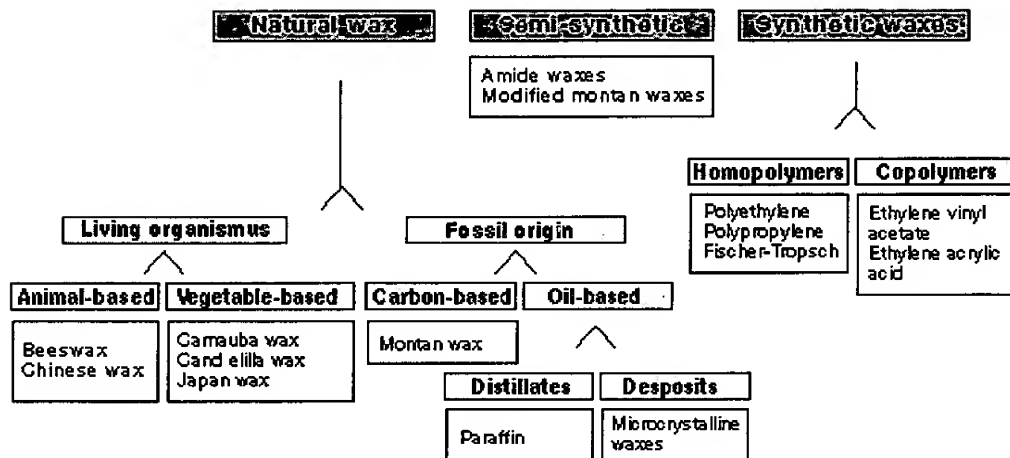 Natural wax
Semi-synthetic
Synthetic waxes
Amide waxes
Modified montan waxes
Homopolymers
Copolymers
Polyethylene
Polypropylene
Fischer-Tropsch
Ethylene vinyl
acetate
Ethylene acrylic
acid
Living organismus
Fossil origin
Animal-based
Vegetable-based
Carbon-based
Oil-based
Beeswax
Chinese wax
Carnauba wax
Cand elilla wax
Japan wax
Montan wax
Distillates
Desposits
Paraffin
Microcrystalline
waxes